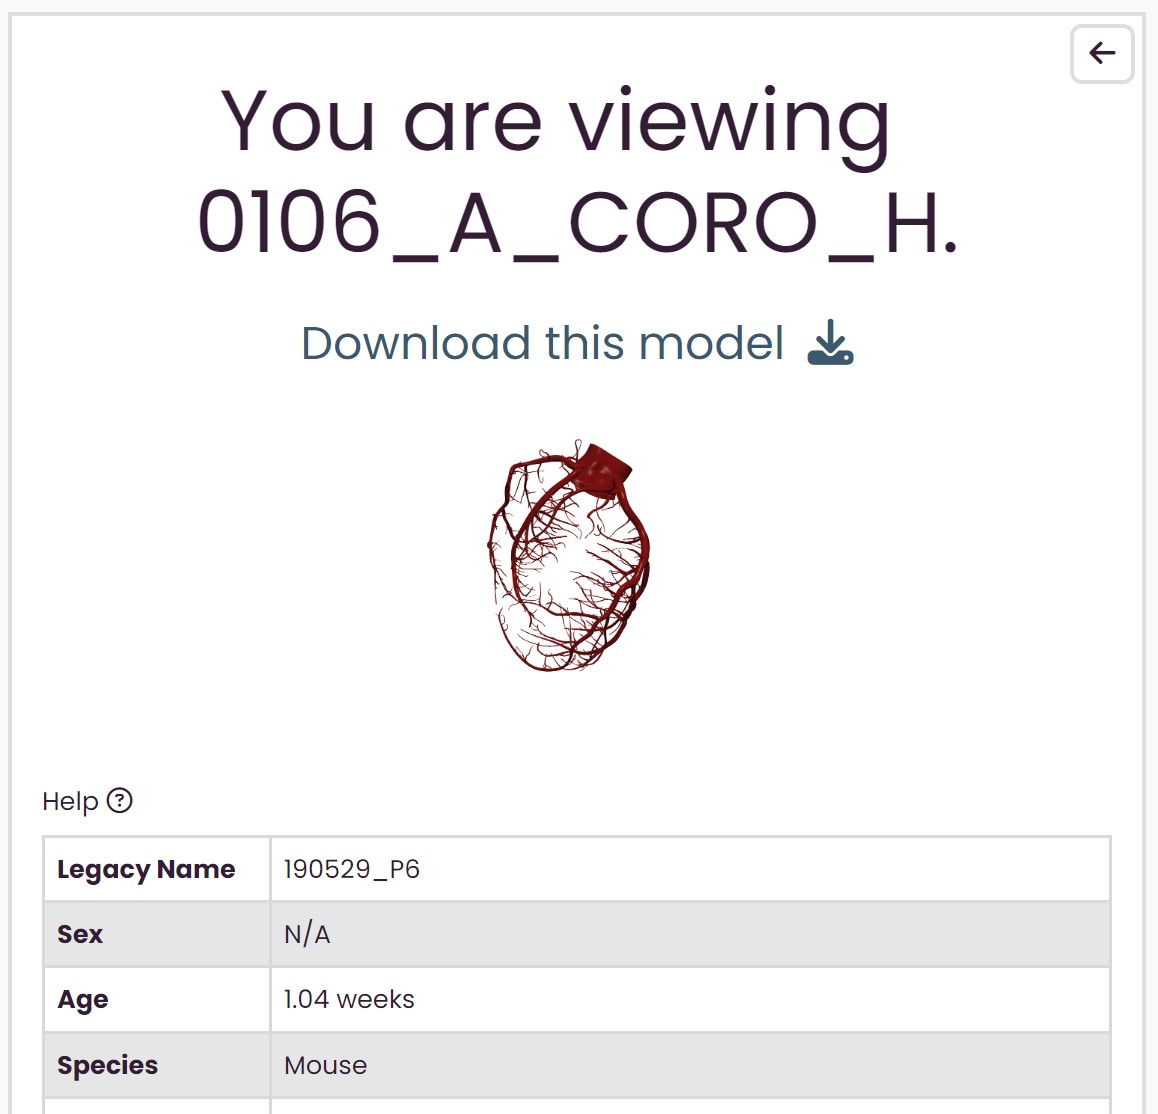 You are viewing
0106_A_CORO_H.
Download this model
Help
Legacy Name 190529_P6
Sex N/A
Age 1.04 weeks
Species Mouse